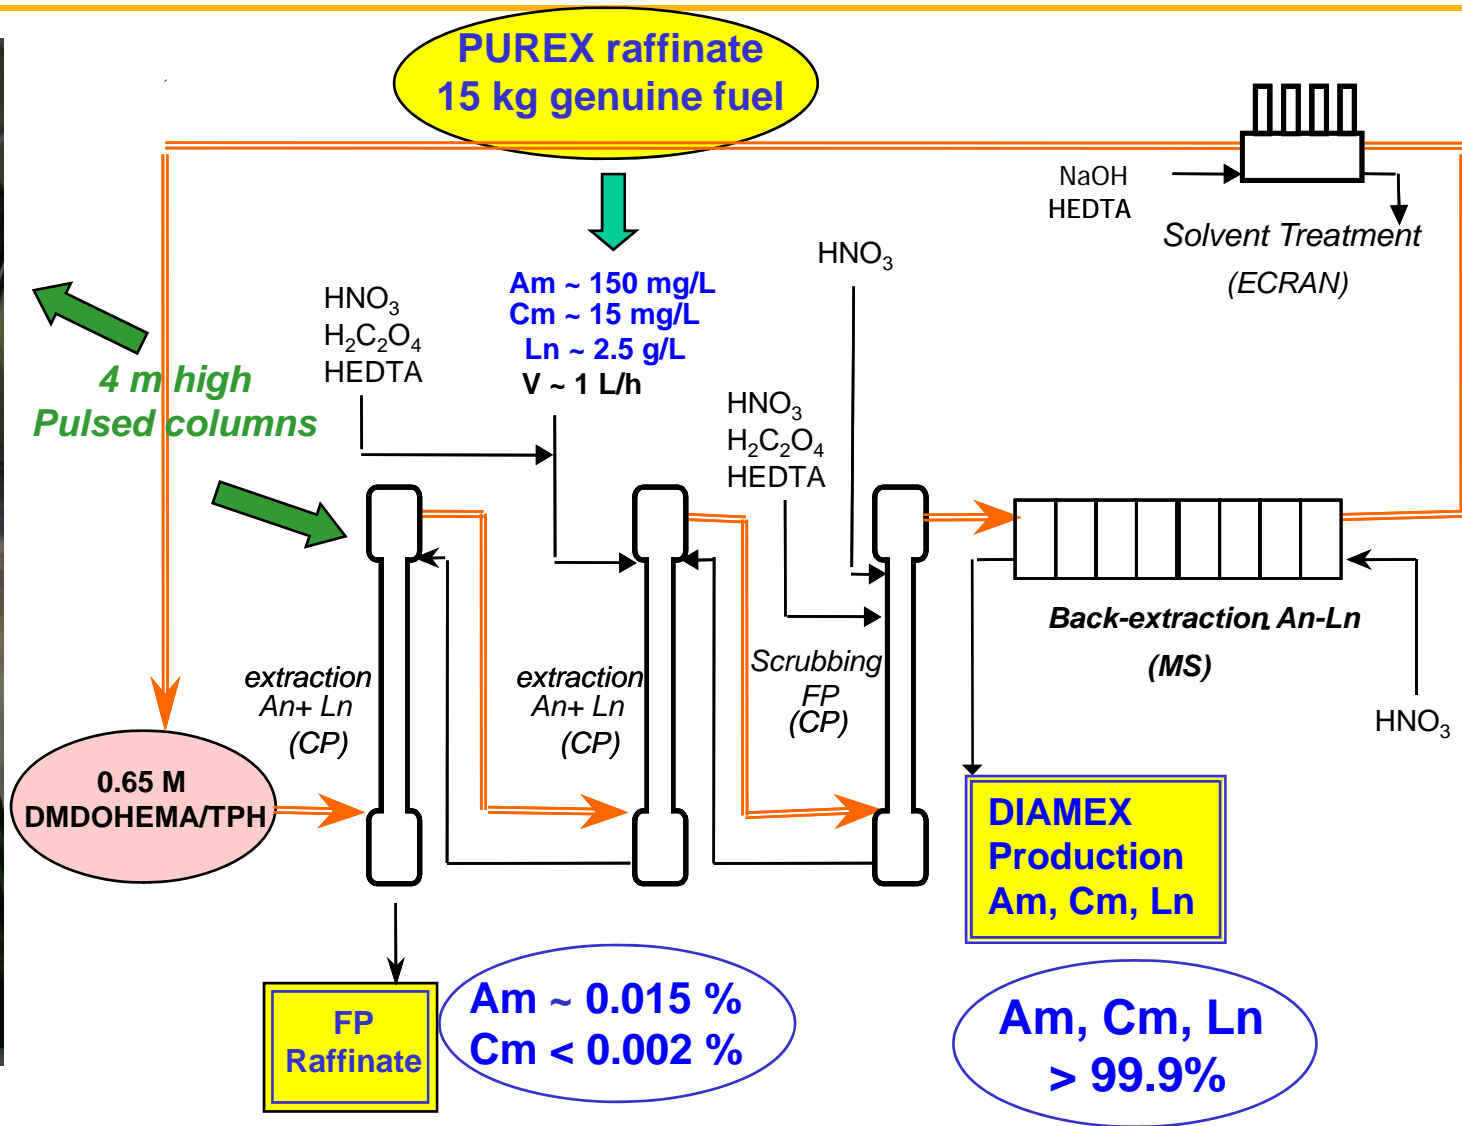 PUREX raffinate
15 kg genuine fuel
NaOH
HEDTA
Solvent Treatment
(ECRAN)
HNO₃
Am ~ 150 mg/L
Cm ~ 15 mg/L
Ln ~ 2.5 g/L
V ~ 1 L/h
HNO₃
H₂C₂O₄
HEDTA
4 m high
Pulsed columns
HNO₃
H₂C₂O₄
HEDTA
extraction
An+ Ln
(CP)
extraction
An+ Ln
(CP)
Scrubbing
FP
(CP)
Back-extraction An-Ln
(MS)
HNO₃
0.65 M
DMDOHEMA/TPH
DIAMEX
Production
Am, Cm, Ln
FP
Raffinate
Am ~ 0.015 %
Cm < 0.002 %
Am, Cm, Ln
> 99.9%